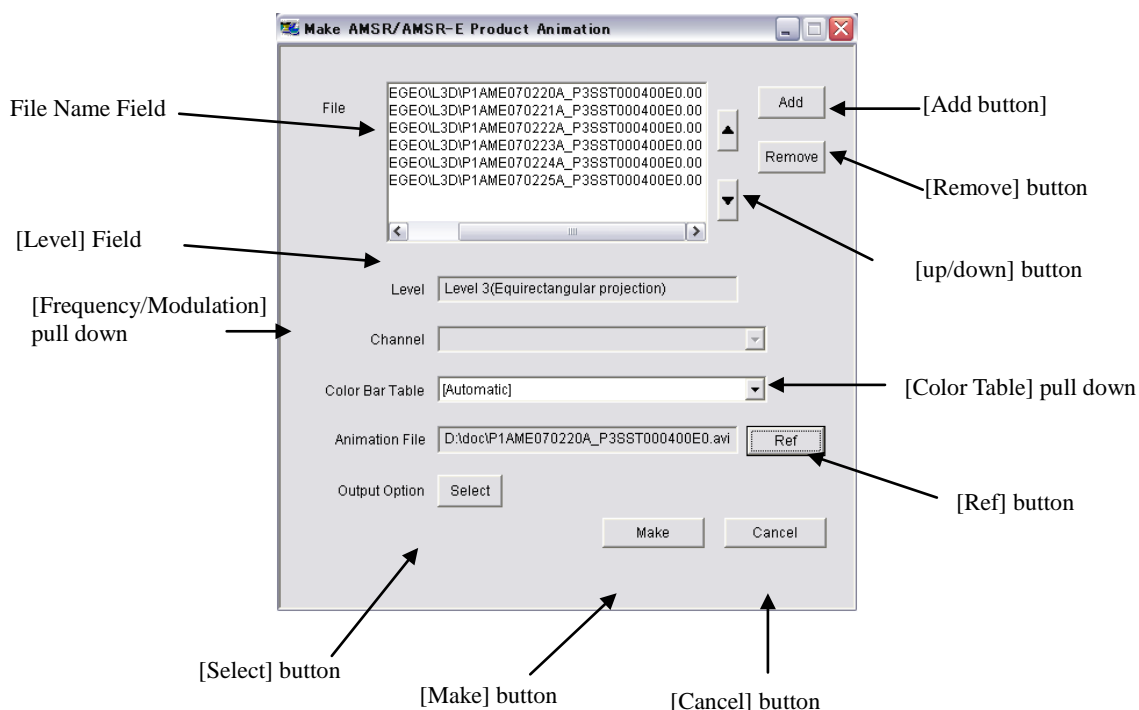 Make AMSR/AMSR-E Product Animation
File Name Field
File
EGEO\L3D\P1AME070220A_P3SST000400E0.00
EGEO\L3D\P1AME070221A_P3SST000400E0.00
EGEO\L3D\P1AME070222A_P3SST000400E0.00
EGEO\L3D\P1AME070223A_P3SST000400E0.00
EGEO\L3D\P1AME070224A_P3SST000400E0.00
EGEO\L3D\P1AME070225A_P3SST000400E0.00
Add
[Add button]
Remove
[Remove] button
[up/down] button
[Level] Field
Level
Level 3(Equirectangular projection)
[Frequency/Modulation]
pull down
Channel
Color Bar Table
[Automatic]
[Color Table] pull down
Animation File
D:\doc\P1AME070220A_P3SST000400E0.avi
Ref
[Ref] button
Output Option
Select
Make
Cancel
[Select] button
[Make] button
[Cancel] button